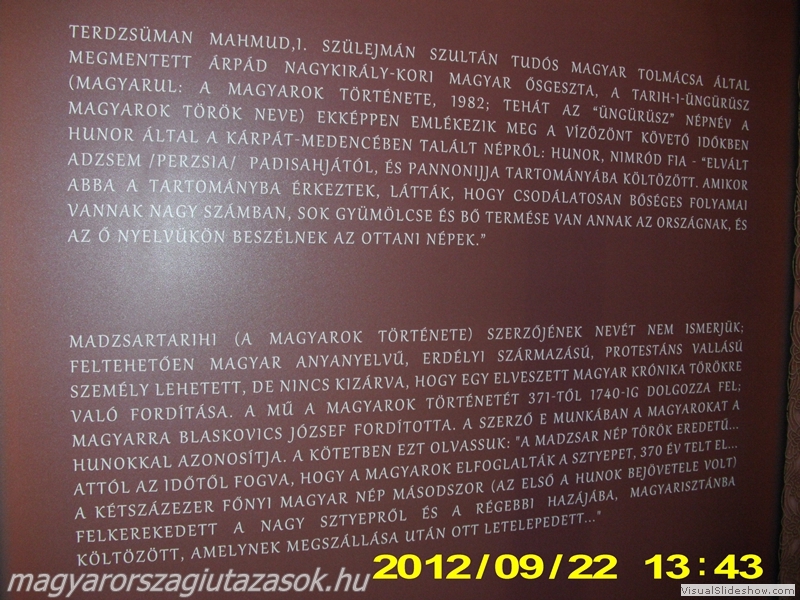 TERDZSÜMAN MAHMUD,I. SZÜLEJMÁN SZULTÁN TUDÓS MAGYAR TOLMÁCSA ÁLTAL
MEGMENTETT ÁRPÁD NAGYKIRÁLY-KORI MAGYAR ŐSGESZTA, A TARIH-I-ÜNGÜRÜSZ
(MAGYARUL: A MAGYAROK TÖRTÉNETE, 1982; TEHÁT AZ "ÜNGÜRÜSZ" NÉPNÉV A
MAGYAROK TÖRÖK NEVE) EKKÉPPEN EMLÉKEZIK MEG A VÍZÖZÖNT KÖVETŐ IDŐKBEN
HUNOR ÁLTAL A KÁRPÁT-MEDENCÉBEN TALÁLT NÉPRŐL: HUNOR, NIMRÓD FIA - "ELVÁLT
ADZSEM /PERZSIA/ PADISAHJÁTÓL, ÉS PANNONIJJA TARTOMÁNYÁBA KÖLTÖZÖTT. AMIKOR
ABBA A TARTOMÁNYBA ÉRKEZTEK, LÁTTÁK, HOGY CSODÁLATOSAN BŐSÉGES FOLYAMAI
VANNAK NAGY SZÁMBAN, SOK GYÜMÖLCSE ÉS BŐ TERMÉSE VAN ANNAK AZ ORSZÁGNAK, ÉS
AZ Ő NYELVÜKÖN BESZÉLNEK AZ OTTANI NÉPEK."
MADZSARTARIHI (A MAGYAROK TÖRTÉNETE) SZERZŐJÉNEK NEVÉT NEM ISMERJÜK;
FELTEHETŐEN MAGYAR ANYANYELVŰ, ERDÉLYI SZÁRMAZÁSÚ, PROTESTÁNS VALLÁSÚ
SZEMÉLY LEHETETT, DE NINCS KIZÁRVA, HOGY EGY ELVESZETT MAGYAR KRÓNIKA TÖRÖKRE
VALÓ FORDÍTÁSA. A MŰ A MAGYAROK TÖRTÉNETÉT 371-TŐL 1740-IG DOLGOZZA FEL;
MAGYARRA BLASKOVICS JÓZSEF FORDÍTOTTA. A SZERZŐ E MUNKÁBAN A MAGYAROKAT A
HUNOKKAL AZONOSÍTJA. A KÖTETBEN EZT OLVASSUK: "A MADZSAR NÉP TÖRÖK EREDETŰ...
ATTÓL AZ IDŐTŐL FOGVA, HOGY A MAGYAROK ELFOGLALTÁK A SZTYEPET, 370 ÉV TELT EL...
A KÉTSZÁZEZER FŐNYI MAGYAR NÉP MÁSODSZOR (AZ ELSŐ A HUNOK BEJÖVETELE VOLT)
FELKEREKEDETT A NAGY SZTYEPRŐL ÉS A RÉGEBBI HAZÁJÁBA, MAGYARISZTÁNBA
KÖLTÖZÖTT, AMELYNEK MEGSZÁLLÁSA UTÁN OTT LETELEPEDETT..."
magyarorszagiutazasok.hu
2012/09/22 13:43
VisualSlideshow.com